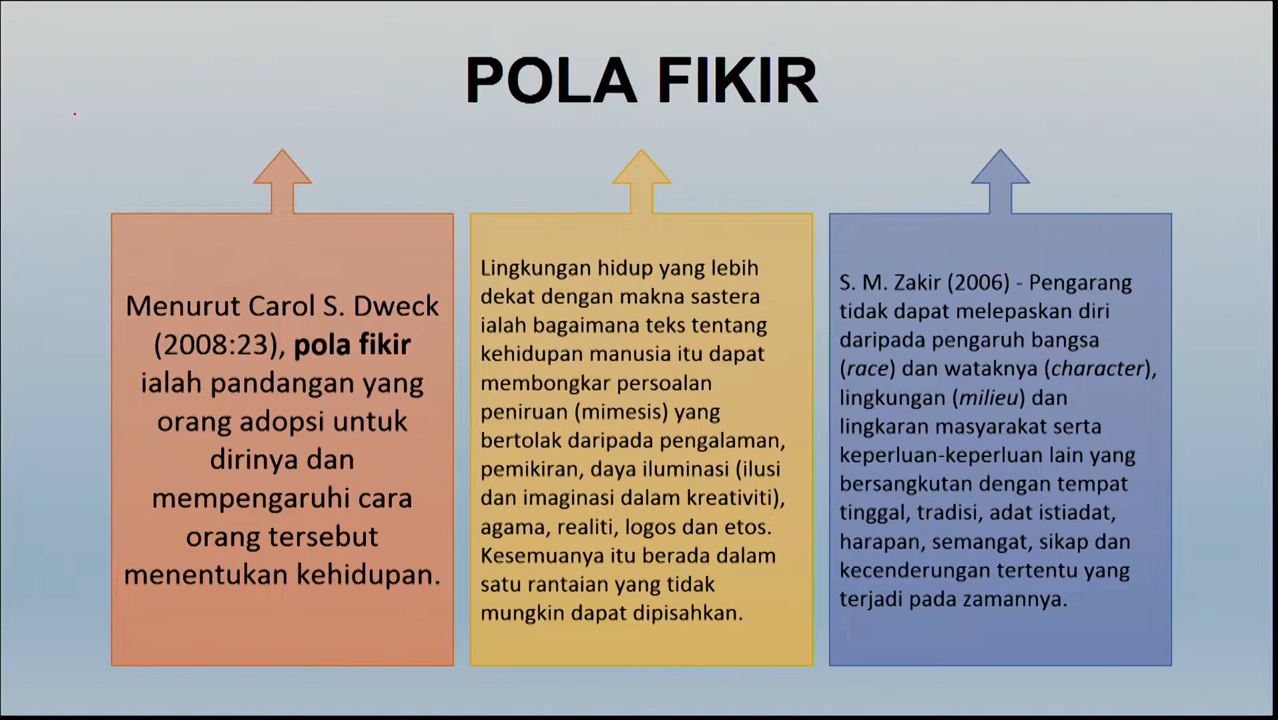 POLA FIKIR
Menurut Carol S. Dweck
(2008:23), pola fikir
ialah pandangan yang
orang adopsi untuk
dirinya dan
mempengaruhi cara
orang tersebut
menentukan kehidupan.
Lingkungan hidup yang lebih
dekat dengan makna sastera
ialah bagaimana teks tentang
kehidupan manusia itu dapat
membongkar persoalan
peniruan (mimesis) yang
bertolak daripada pengalaman,
pemikiran, daya iluminasi (ilusi
dan imaginasi dalam kreativiti),
agama, realiti, logos dan etos.
Kesemuanya itu berada dalam
satu rantaian yang tidak
mungkin dapat dipisahkan.
S. M. Zakir (2006) - Pengarang
tidak dapat melepaskan diri
daripada pengaruh bangsa
(race) dan wataknya (character),
lingkungan (milieu) dan
lingkaran masyarakat serta
keperluan-keperluan lain yang
bersangkutan dengan tempat
tinggal, tradisi, adat istiadat,
harapan, semangat, sikap dan
kecenderungan tertentu yang
terjadi pada zamannya.